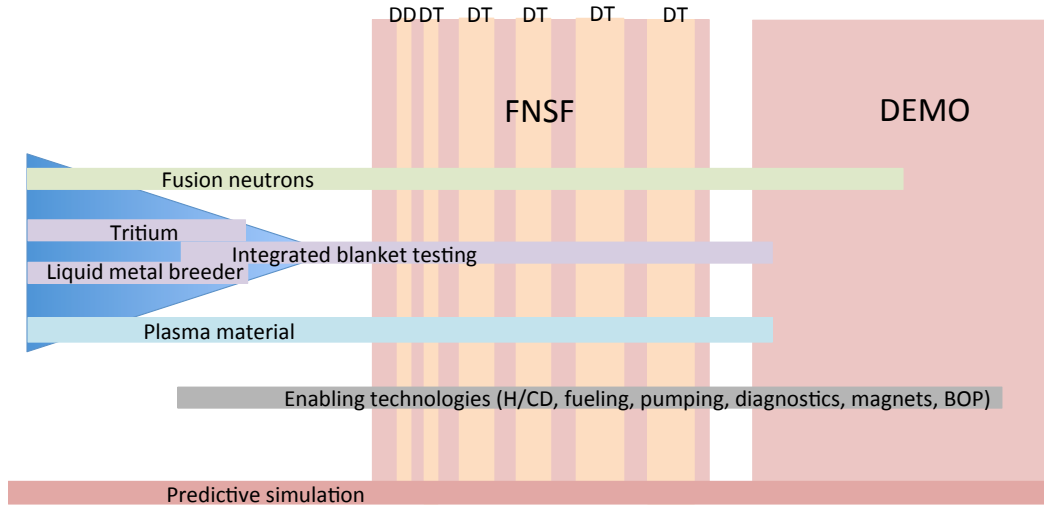 DD DT DT DT DT DT
FNSF DEMO
Fusion neutrons
Tritium
Integrated blanket testing
Liquid metal breeder
Plasma material
Enabling technologies (H/CD, fueling, pumping, diagnostics, magnets, BOP)
Predictive simulation